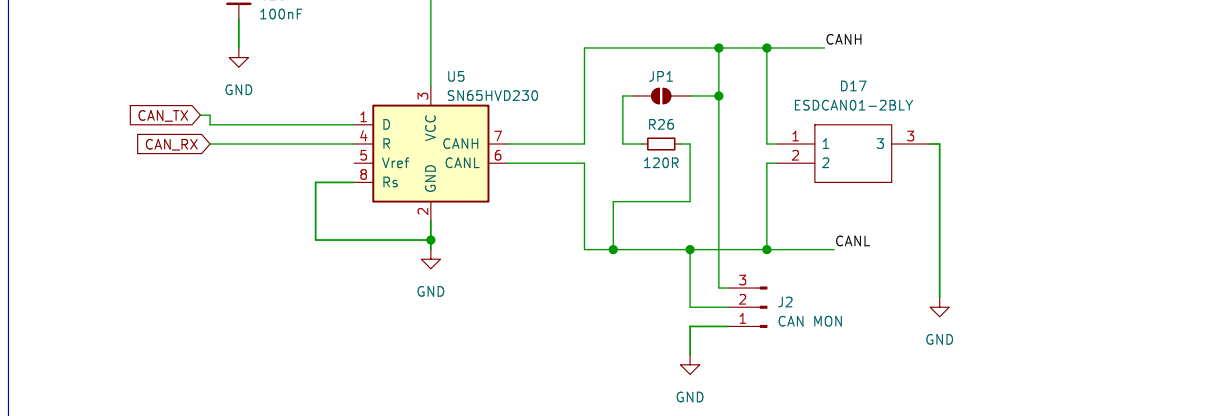 100nF
GND
CANH
U5
SN65HVD230
JP1
D17
ESDCAN01-2BLY
CAN_TX
CAN_RX
3
1
4
5
8
D
R
Vref
Rs
VCC
GND
CANH
CANL
7
6
2
R26
120R
1
2
1
2
3
3
GND
CANL
3
2
1
J2
CAN MON
GND
GND